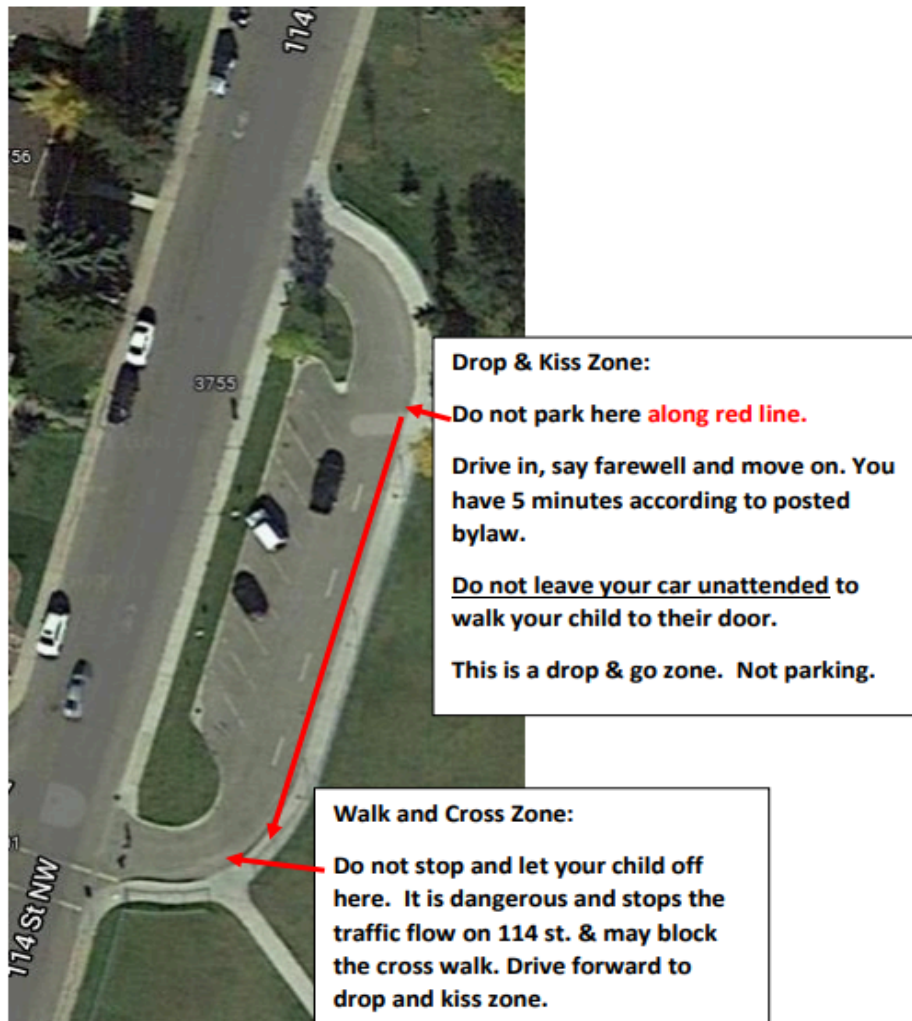 114
756
3755
Drop & Kiss Zone:
Do not park here along red line.
Drive in, say farewell and move on. You
have 5 minutes according to posted
bylaw.
Do not leave your car unattended to
walk your child to their door.
This is a drop & go zone. Not parking.
Walk and Cross Zone:
Do not stop and let your child off
here. It is dangerous and stops the
traffic flow on 114 st. & may block
the cross walk. Drive forward to
drop and kiss zone.
114 St NW